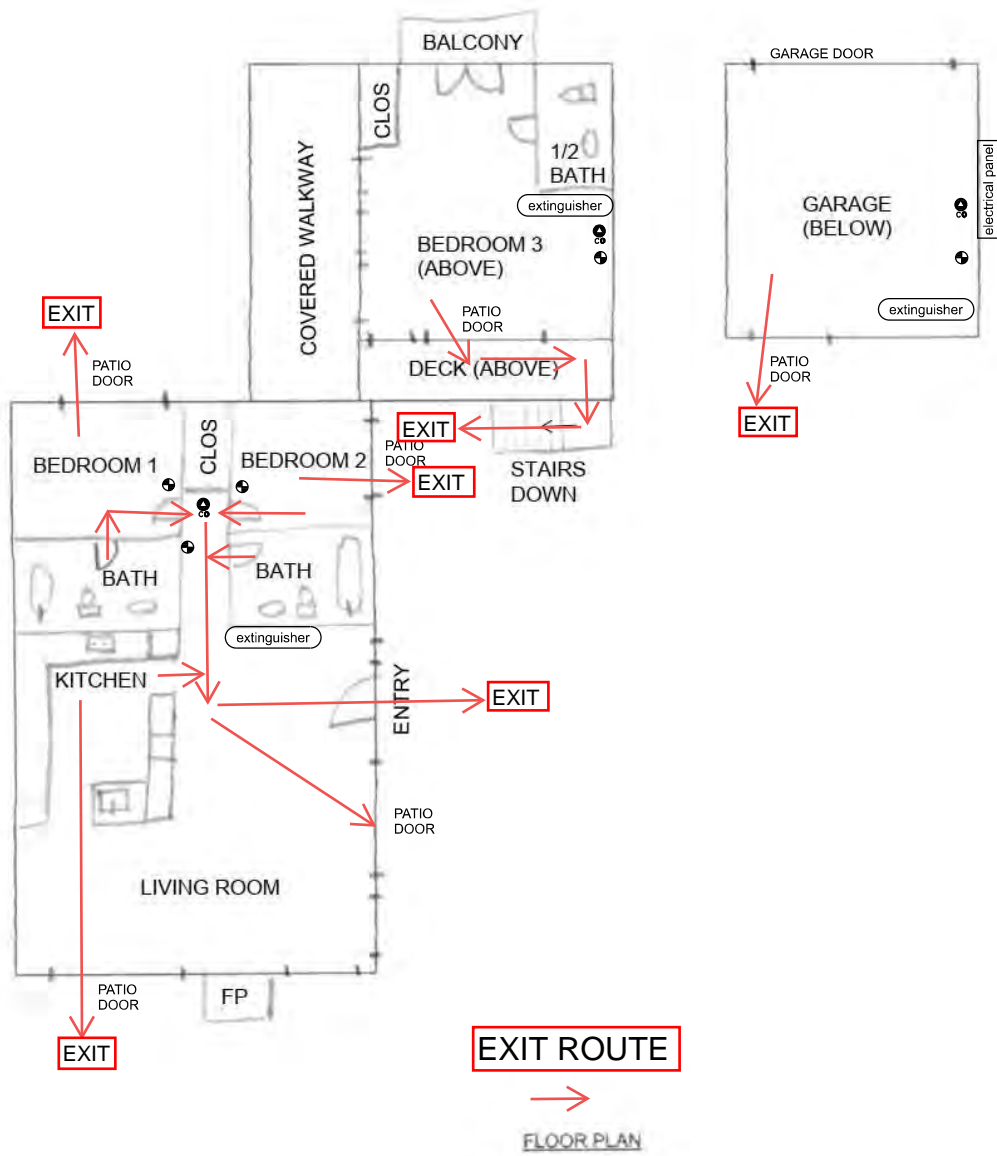 BALCONY
GARAGE DOOR
CLOS
1/2
BATH
extinguisher
COVERED WALKWAY
BEDROOM 3
(ABOVE)
CO
PATIO
DOOR
DECK (ABOVE)
GARAGE
(BELOW)
electrical panel
CO
extinguisher
PATIO
DOOR
EXIT
EXIT
PATIO
DOOR
EXIT
STAIRS
DOWN
BEDROOM 1
CLOS
BEDROOM 2
PATIO
DOOR
EXIT
CO
BATH
BATH
extinguisher
KITCHEN
ENTRY
EXIT
PATIO
DOOR
LIVING ROOM
PATIO
DOOR
FP
EXIT
EXIT ROUTE
FLOOR PLAN